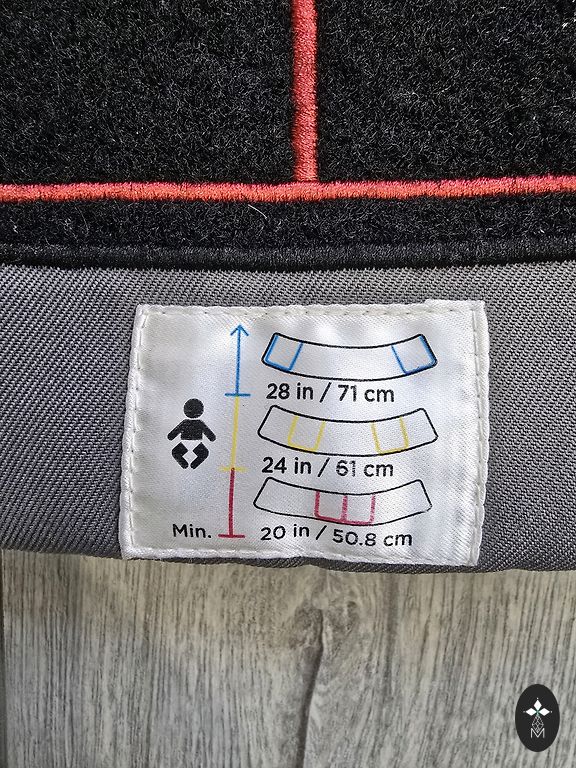 28 in / 71 cm
24 in / 61 cm
Min. 20 in / 50.8 cm
M